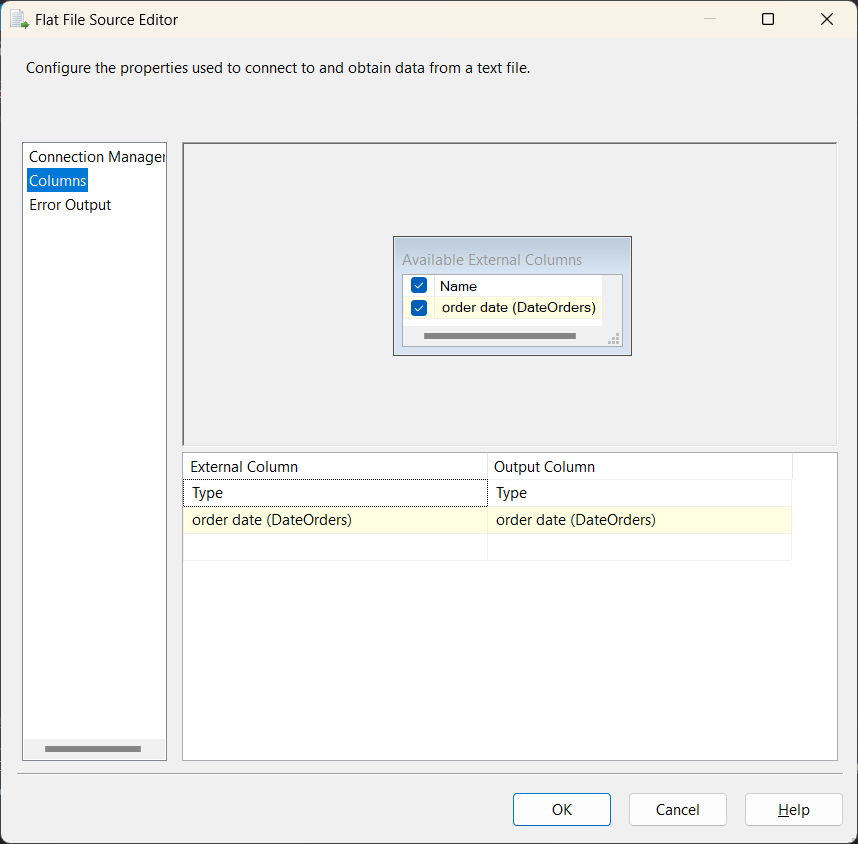 Flat File Source Editor
Configure the properties used to connect to and obtain data from a text file.
Connection Manager
Columns
Error Output
Available External Columns
Name
order date (DateOrders)
External Column Output Column
Type Type
order date (DateOrders) order date (DateOrders)
OK Cancel Help